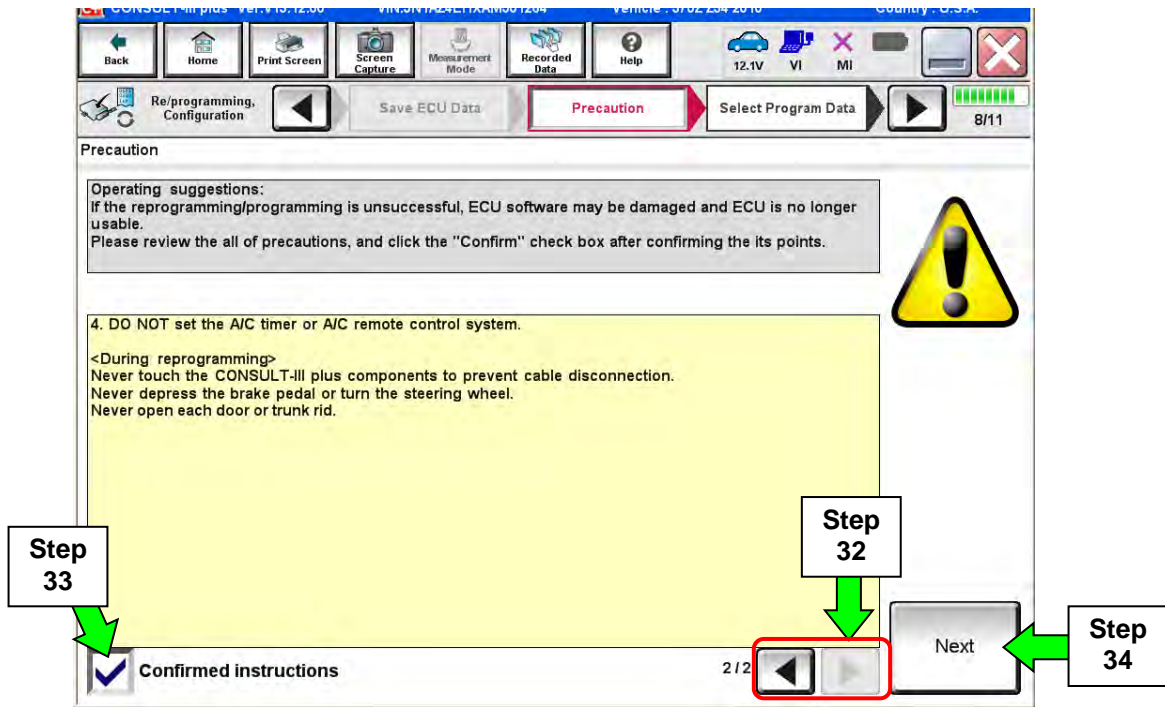 Back
Home
Print Screen
Screen
Capture
Measurement
Mode
Recorded
Data
Help
12.1V
VI
MI
Re/programming,
Configuration
Save ECU Data
Precaution
Select Program Data
8/11
Precaution
Operating suggestions:
If the reprogramming/programming is unsuccessful, ECU software may be damaged and ECU is no longer
usable.
Please review the all of precautions, and click the "Confirm" check box after confirming the its points.
4. DO NOT set the A/C timer or A/C remote control system.
<During reprogramming>
Never touch the CONSULT-III plus components to prevent cable disconnection.
Never depress the brake pedal or turn the steering wheel.
Never open each door or trunk rid.
Step
32
Step
33
Confirmed instructions
2/2
Next
Step
34